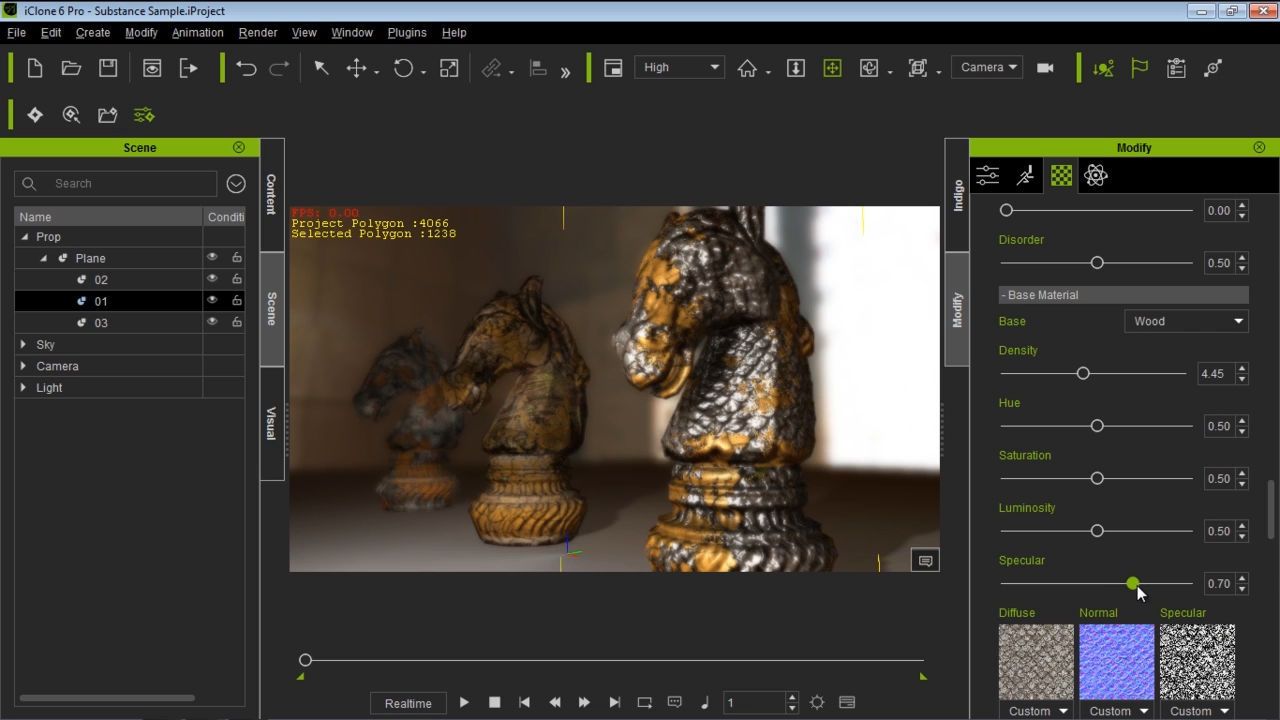 iClone 6 Pro - Substance Sample.iProject
File Edit Create Modify Animation Render View Window Plugins Help
High
Camera
Scene
Search
Name Conditi
Prop
Plane
02
01
03
Sky
Camera
Light
Content
Scene
Visual
FPS: 0.00
Project Polygon :4066
Selected Polygon :1238
Realtime
1
Indigo
Modify
Modify
0.00
Disorder
0.50
- Base Material
Base Wood
Density
4.45
Hue
0.50
Saturation
0.50
Luminosity
0.50
Specular
0.70
Diffuse Normal Specular
Custom Custom Custom